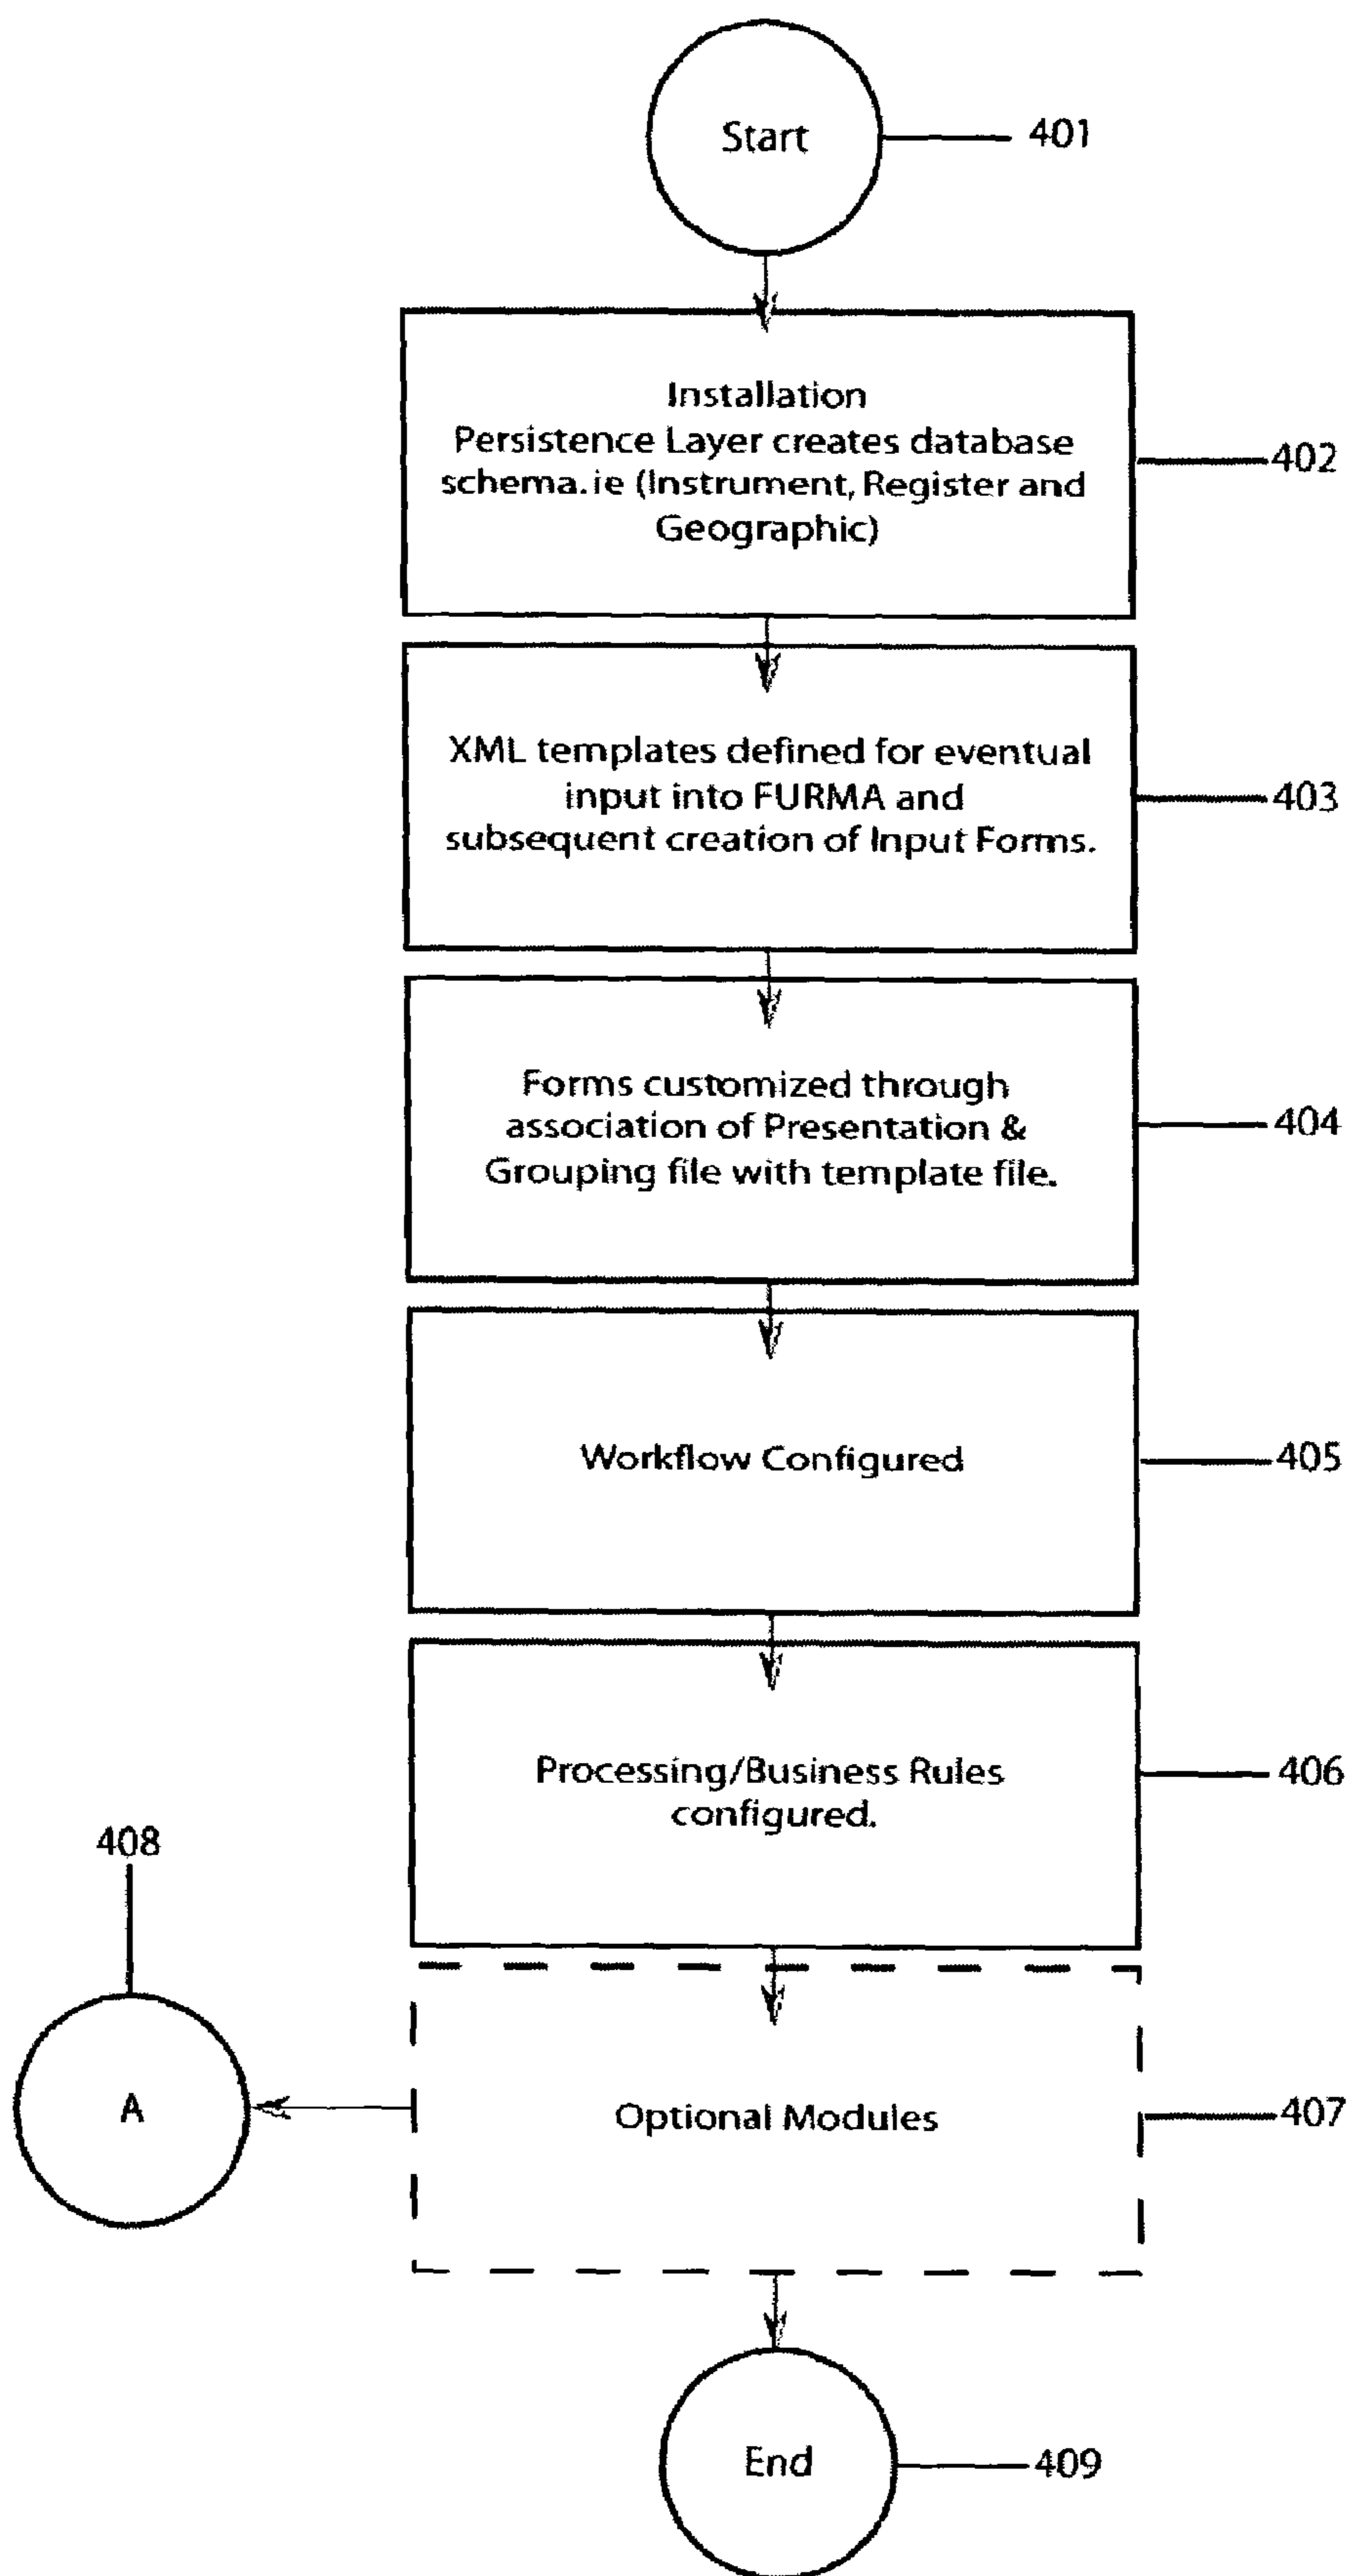 Start
401
Installation
Persistence Layer creates database
schema.ie (Instrument, Register and
Geographic)
402
XML templates defined for eventual
input into FURMA and
subsequent creation of Input Forms.
403
Forms customized through
association of Presentation &
Grouping file with template file.
404
Workflow Configured
405
Processing/Business Rules
configured.
406
408
A
Optional Modules
407
End
409